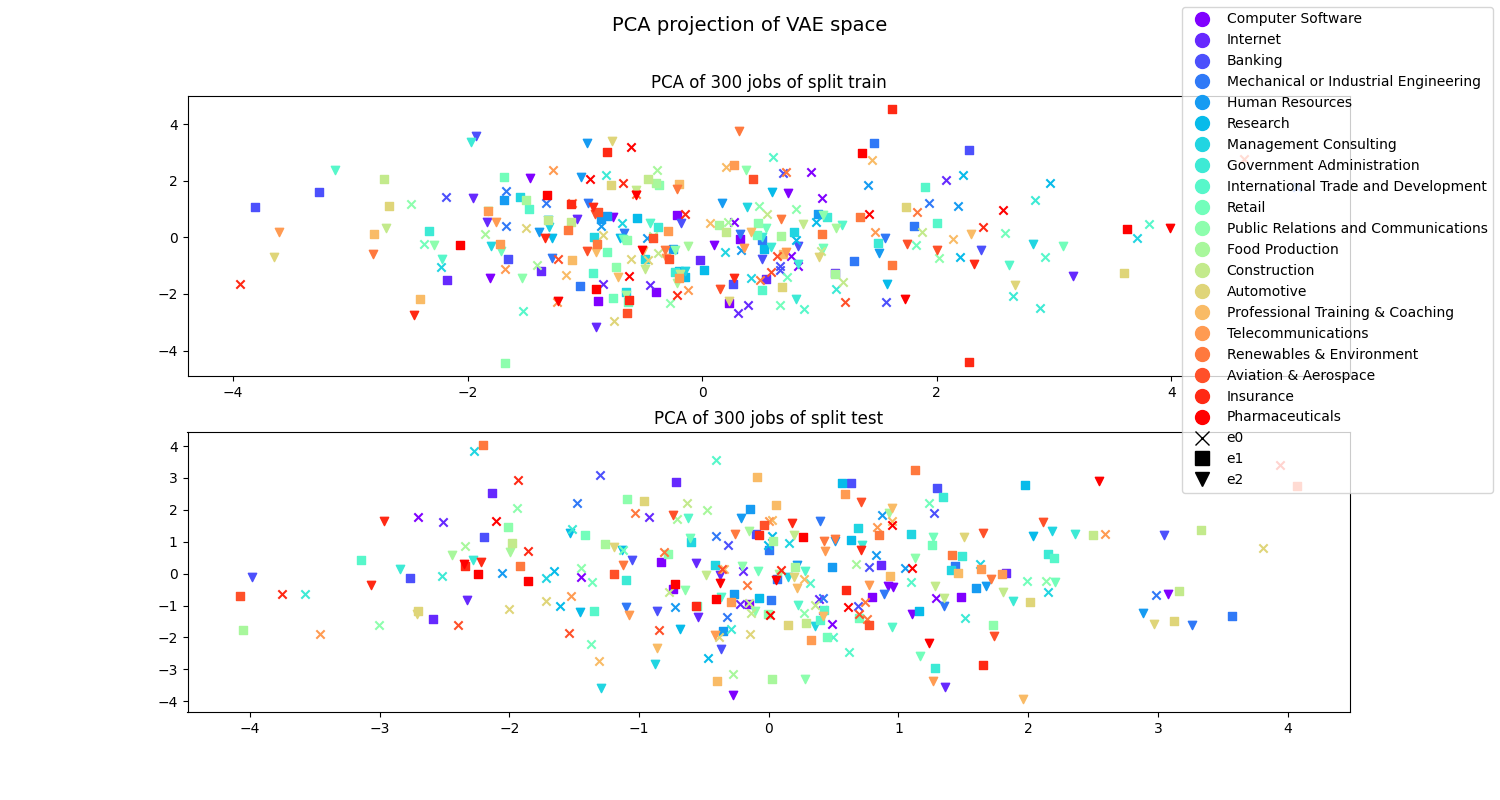 PCA projection of VAE space
PCA of 300 jobs of split train
4
2
0
−2
−4
−4 −2 0 2 4
PCA of 300 jobs of split test
4
3
2
1
0
−1
−2
−3
−4
−4 −3 −2 −1 0 1 2 3 4
Computer Software
Internet
Banking
Mechanical or Industrial Engineering
Human Resources
Research
Management Consulting
Government Administration
International Trade and Development
Retail
Public Relations and Communications
Food Production
Construction
Automotive
Professional Training & Coaching
Telecommunications
Renewables & Environment
Aviation & Aerospace
Insurance
Pharmaceuticals
e0
e1
e2